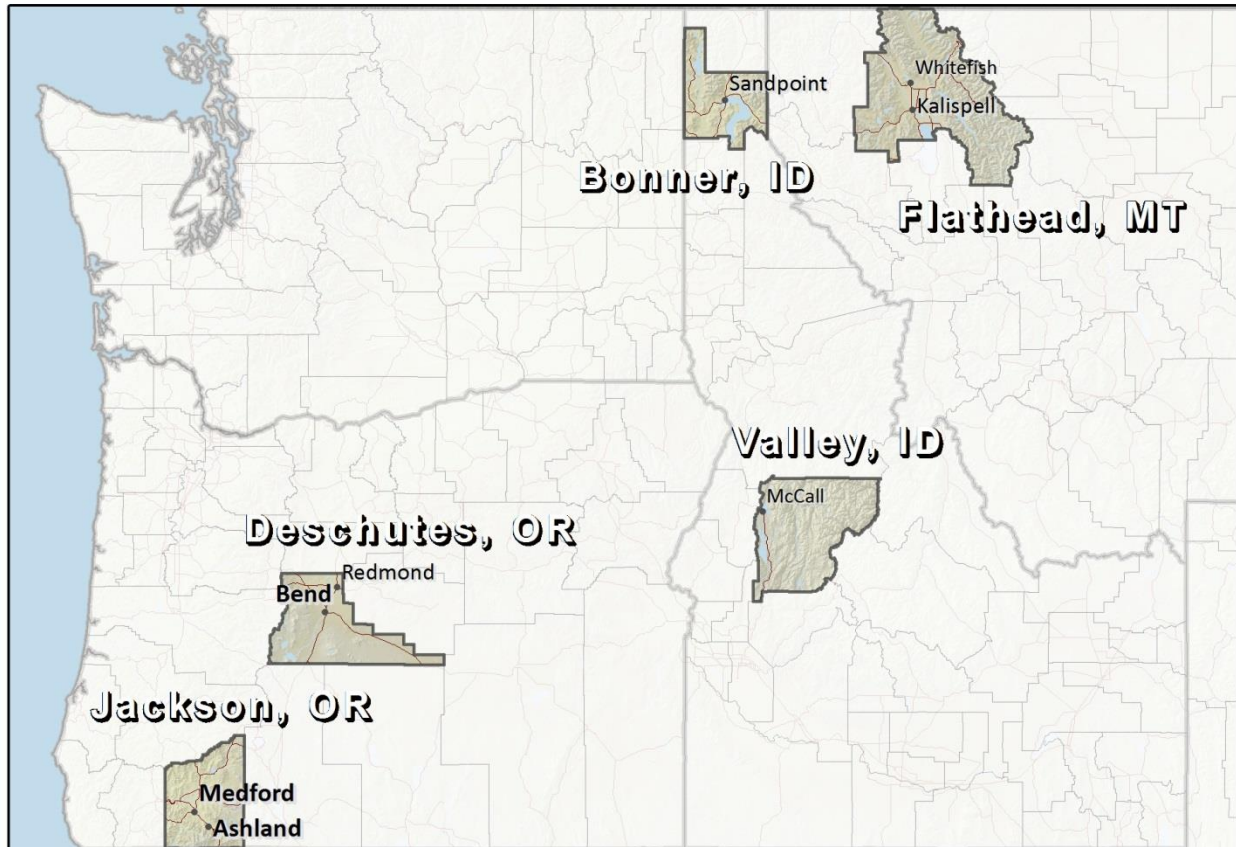 Whitefish
Sandpoint
Kalispell
Bonner, ID
Flathead, MT
Valley, ID
McCall
Deschutes, OR
Redmond
Bend
Jackson, OR
Medford
Ashland